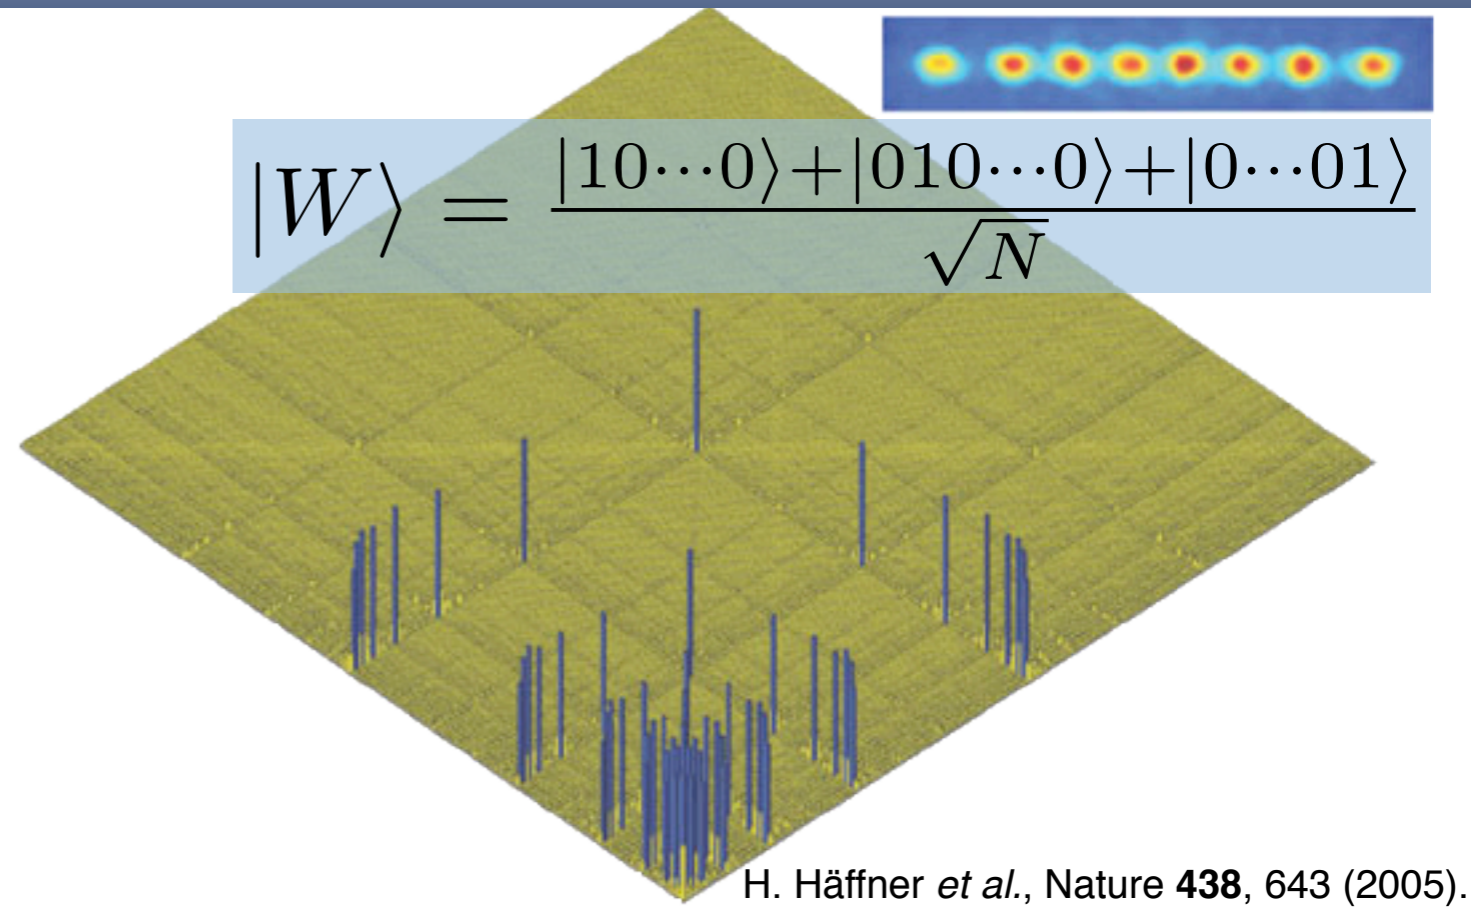 |W⟩ = |10···0⟩+|010···0⟩+|0···01⟩ / √N
H. Häffner et al., Nature 438, 643 (2005).